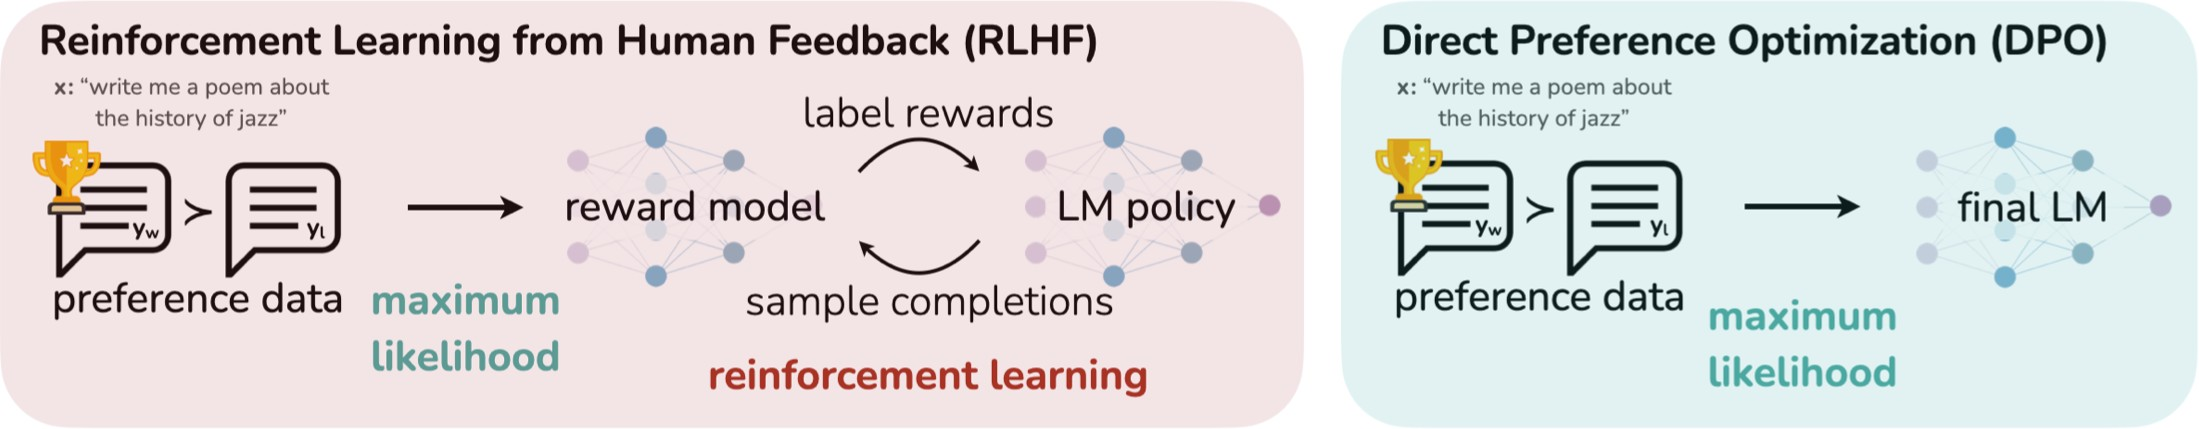 Reinforcement Learning from Human Feedback (RLHF)
x: “write me a poem about
the history of jazz”
label rewards
yw
≻
yl
reward model
LM policy
preference data
maximum
likelihood
sample completions
reinforcement learning
Direct Preference Optimization (DPO)
x: “write me a poem about
the history of jazz”
yw
≻
yl
final LM
preference data
maximum
likelihood